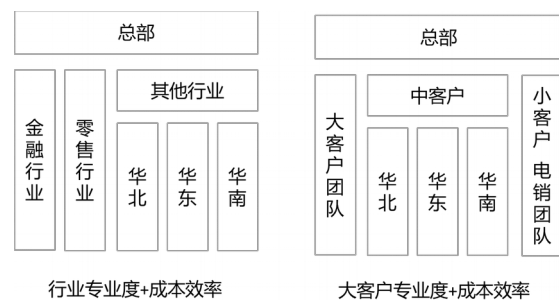 总部
金融行业
零售行业
其他行业
华北
华东
华南
行业专业度+成本效率
总部
大客户团队
中客户
华北
华东
华南
小客户 电销团队
大客户专业度+成本效率